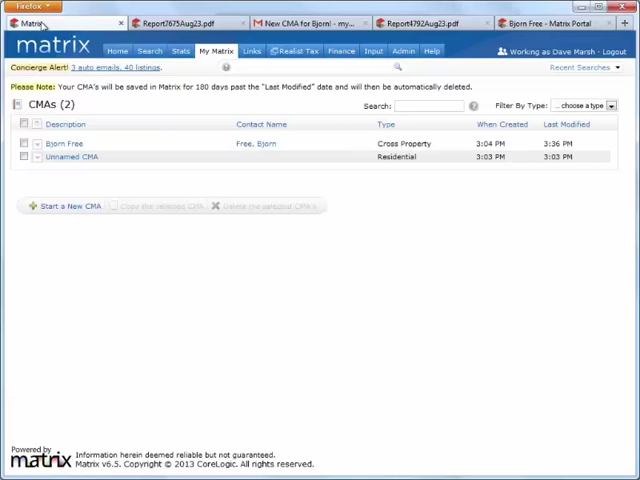 Firefox
Matrix
Report7675Aug23.pdf
New CMA for Bjorn! - my...
Report4792Aug23.pdf
Bjorn Free - Matrix Portal
matrix
Home Search Stats My Matrix Links Realist Tax Finance Input Admin Help
Working as Dave Marsh · Logout
Concierge Alert! 3 auto emails, 40 listings.
Recent Searches
Please Note: Your CMA's will be saved in Matrix for 180 days past the "Last Modified" date and will then be automatically deleted.
CMAs (2)
Search:
Filter By Type: ... choose a type
Description Contact Name Type When Created Last Modified
Bjorn Free Free, Bjorn Cross Property 3:04 PM 3:36 PM
Unnamed CMA Residential 3:03 PM 3:03 PM
Start a New CMA Copy the selected CMA Delete the selected CMA's
Powered by
matrix
Information herein deemed reliable but not guaranteed.
Matrix v6.5. Copyright © 2013 CoreLogic. All rights reserved.